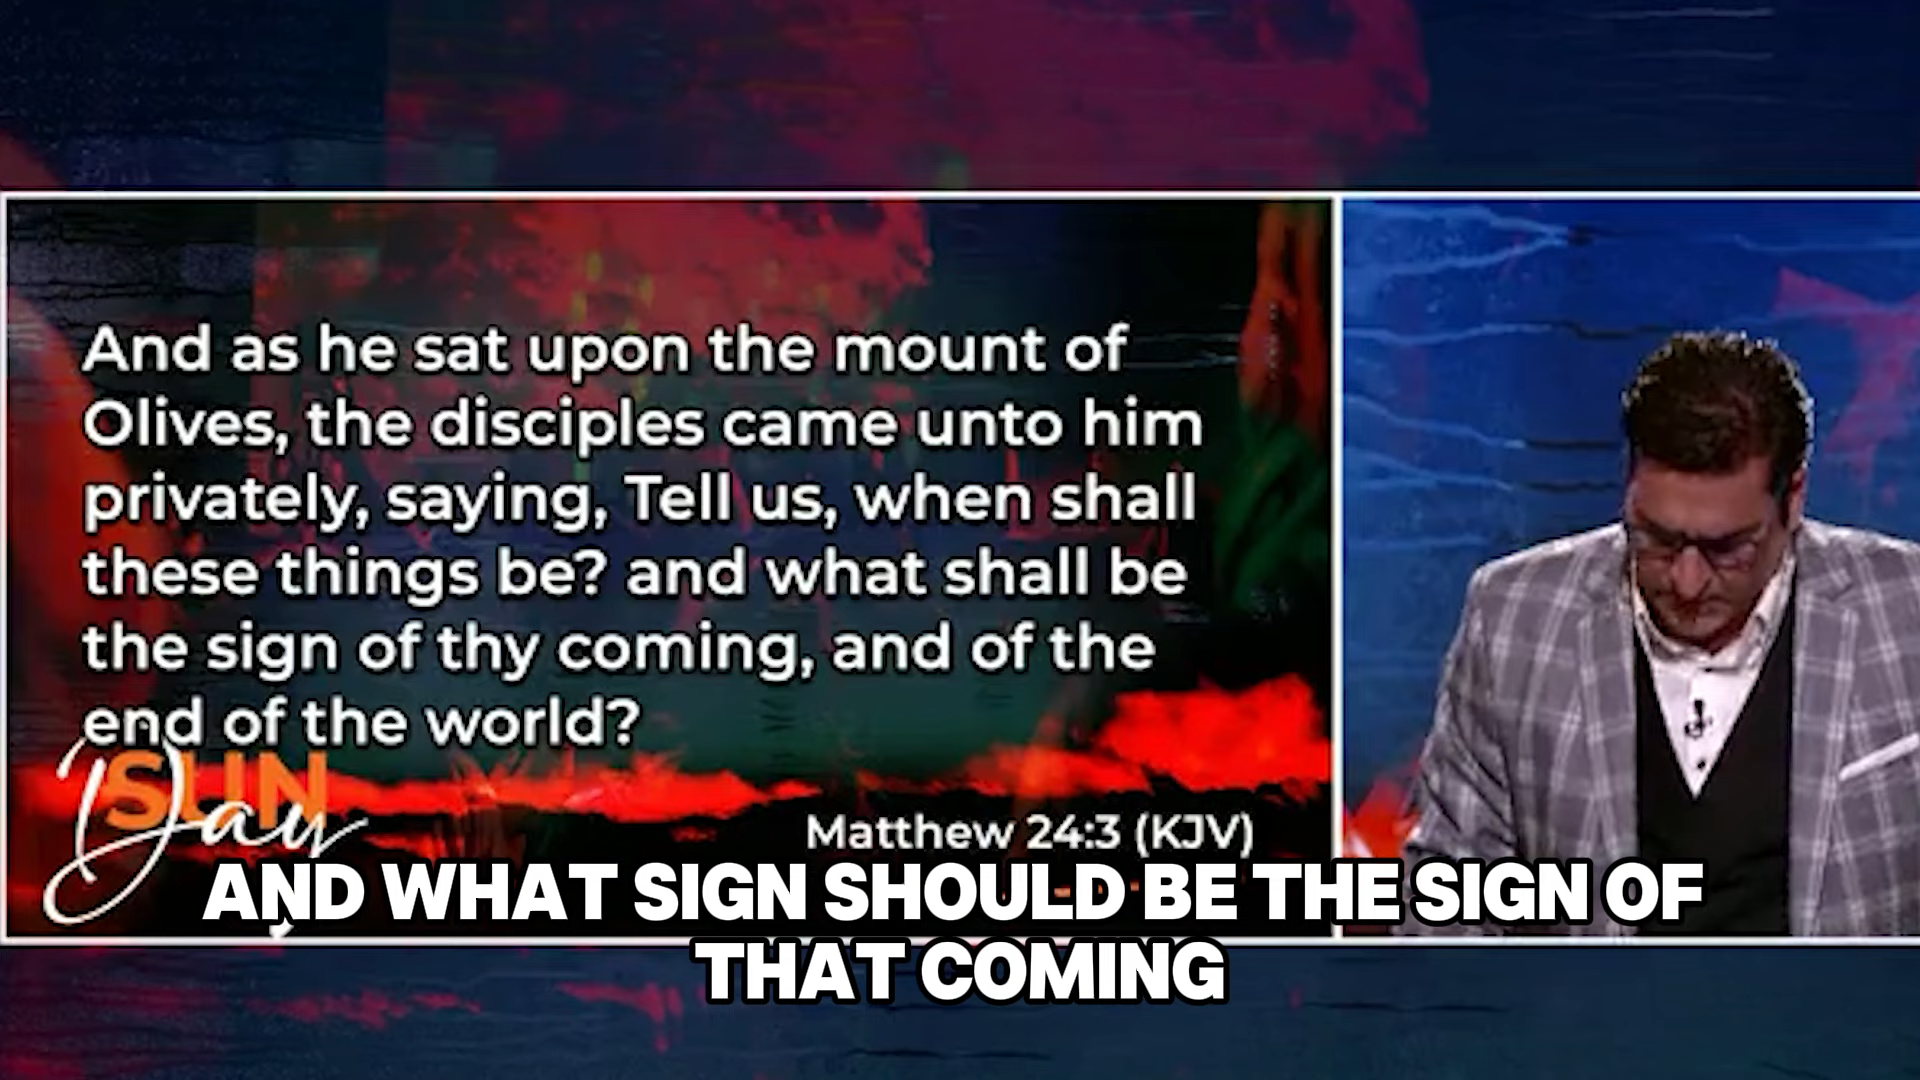 And as he sat upon the mount of
Olives, the disciples came unto him
privately, saying, Tell us, when shall
these things be? and what shall be
the sign of thy coming, and of the
end of the world?
SUN
Day
Matthew 24:3 (KJV)
AND WHAT SIGN SHOULD BE THE SIGN OF
THAT COMING